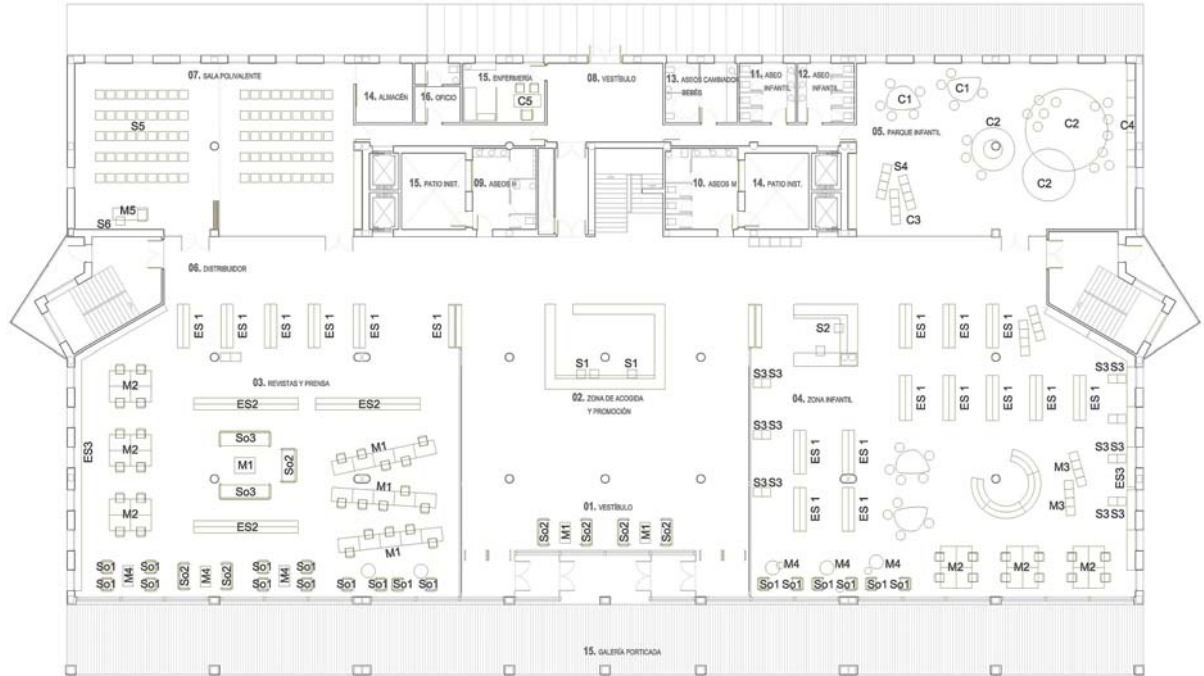 07. SALA POLIVALENTE
15. ENFERMERÍA
08. VESTÍBULO
13. ASEOS CAMBIADOR
BEBÉS
11. ASEO
INFANTIL
12. ASEO
INFANTIL
14. ALMACÉN
16. OFICIO
C5
C1
C1
S5
C2
C2
C4
05. PARQUE INFANTIL
15. PATIO INST.
09. ASEOS H
10. ASEOS M
14. PATIO INST.
S4
C2
C3
M5
S6
06. DISTRIBUIDOR
ES 1
ES 1
ES 1
ES 1
ES 1
ES 1
S2
ES 1
ES 1
ES 1
S1
S1
M2
03. REVISTAS Y PRENSA
02. ZONA DE ACOGIDA
Y PROMOCIÓN
S3 S3
S3 S3
04. ZONA INFANTIL
ES2
ES2
ES 1
ES 1
ES 1
ES 1
ES 1
S3 S3
M2
ES3
So3
M1
So2
M1
So3
M1
M2
ES2
M1
ES 1
ES 1
S3 S3
S3 S3
M3
ES3
M3
S3 S3
ES 1
ES 1
01. VESTÍBULO
So2
M1
So2
So2
M1
So2
So1
So1
So1
So1
M4
So2
M4
So2
So1
So1
M4
So1
So1
So1
So1
So1
So1
M4
M4
M4
So1
So1
So1
So1
So1
So1
M2
M2
M2
15. GALERÍA PORTICADA